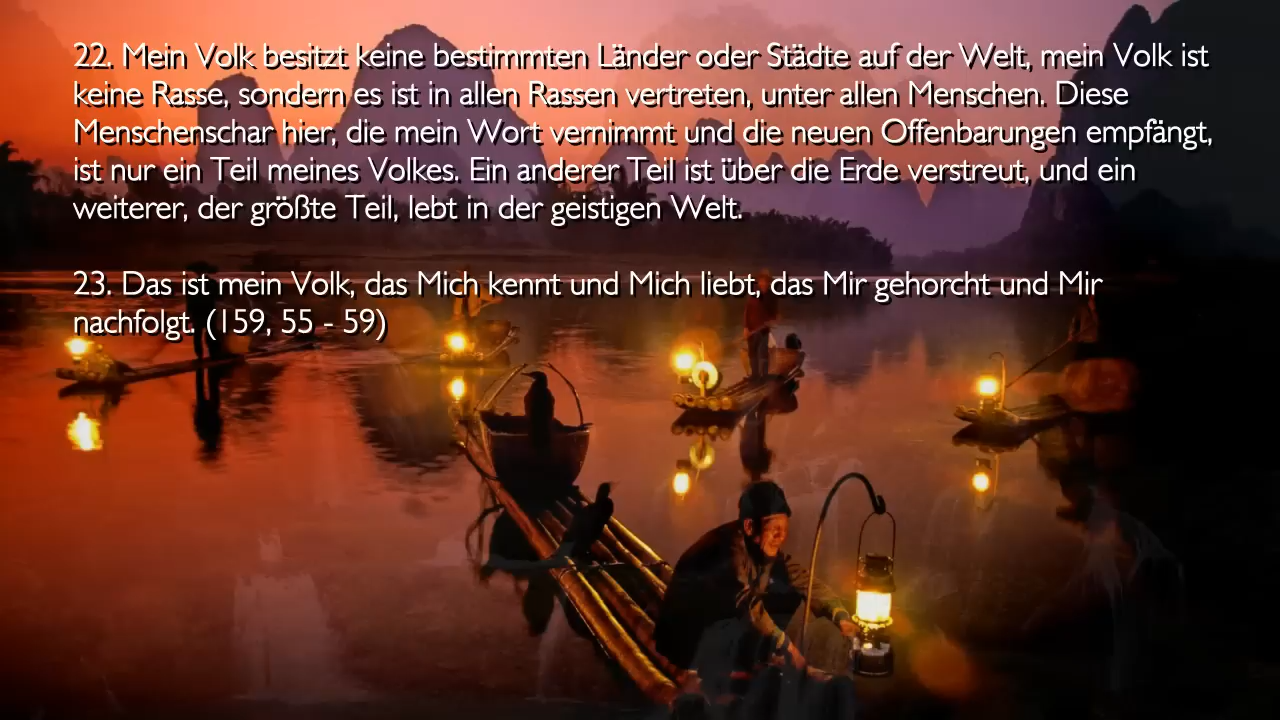 22. Mein Volk besitzt keine bestimmten Länder oder Städte auf der Welt, mein Volk ist
keine Rasse, sondern es ist in allen Rassen vertreten, unter allen Menschen. Diese
Menschenschar hier, die mein Wort vernimmt und die neuen Offenbarungen empfängt,
ist nur ein Teil meines Volkes. Ein anderer Teil ist über die Erde verstreut, und ein
weiterer, der größte Teil, lebt in der geistigen Welt.
23. Das ist mein Volk, das Mich kennt und Mich liebt, das Mir gehorcht und Mir
nachfolgt. (159, 55 - 59)